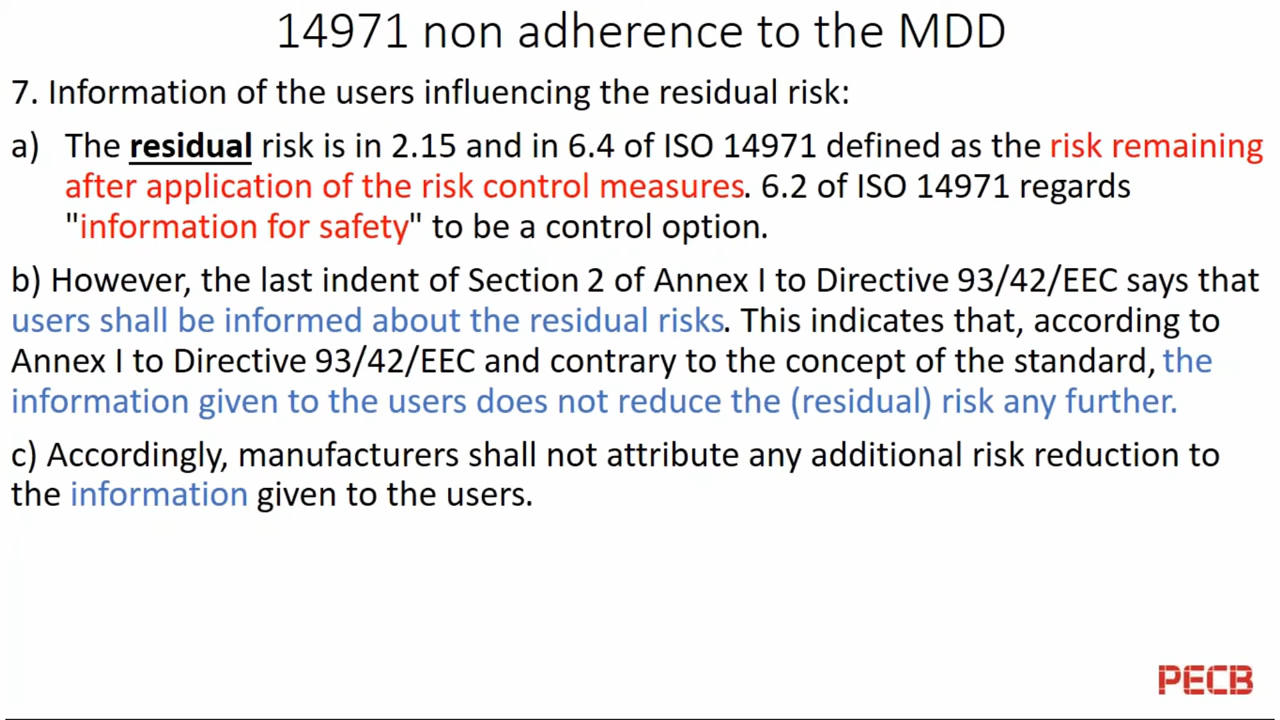 14971 non adherence to the MDD
7. Information of the users influencing the residual risk:
a) The residual risk is in 2.15 and in 6.4 of ISO 14971 defined as the risk remaining
after application of the risk control measures. 6.2 of ISO 14971 regards
"information for safety" to be a control option.
b) However, the last indent of Section 2 of Annex I to Directive 93/42/EEC says that
users shall be informed about the residual risks. This indicates that, according to
Annex I to Directive 93/42/EEC and contrary to the concept of the standard, the
information given to the users does not reduce the (residual) risk any further.
c) Accordingly, manufacturers shall not attribute any additional risk reduction to
the information given to the users.
PECB